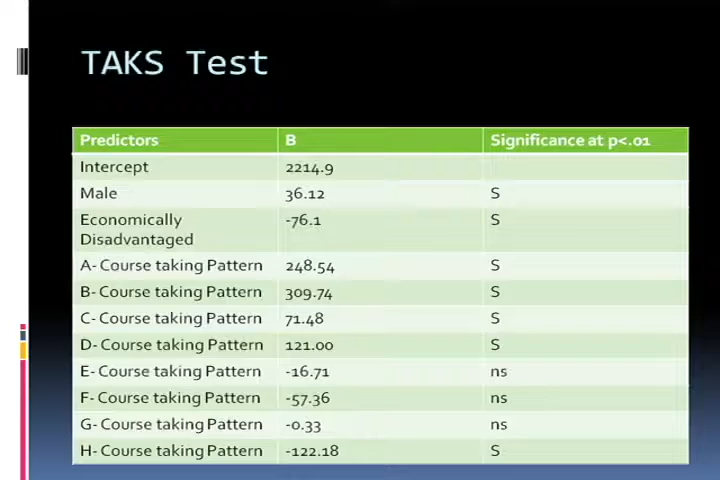 TAKS Test
Predictors B Significance at p<.01
Intercept 2214.9
Male 36.12 S
Economically Disadvantaged -76.1 S
A- Course taking Pattern 248.54 S
B- Course taking Pattern 309.74 S
C- Course taking Pattern 71.48 S
D- Course taking Pattern 121.00 S
E- Course taking Pattern -16.71 ns
F- Course taking Pattern -57.36 ns
G- Course taking Pattern -0.33 ns
H- Course taking Pattern -122.18 S